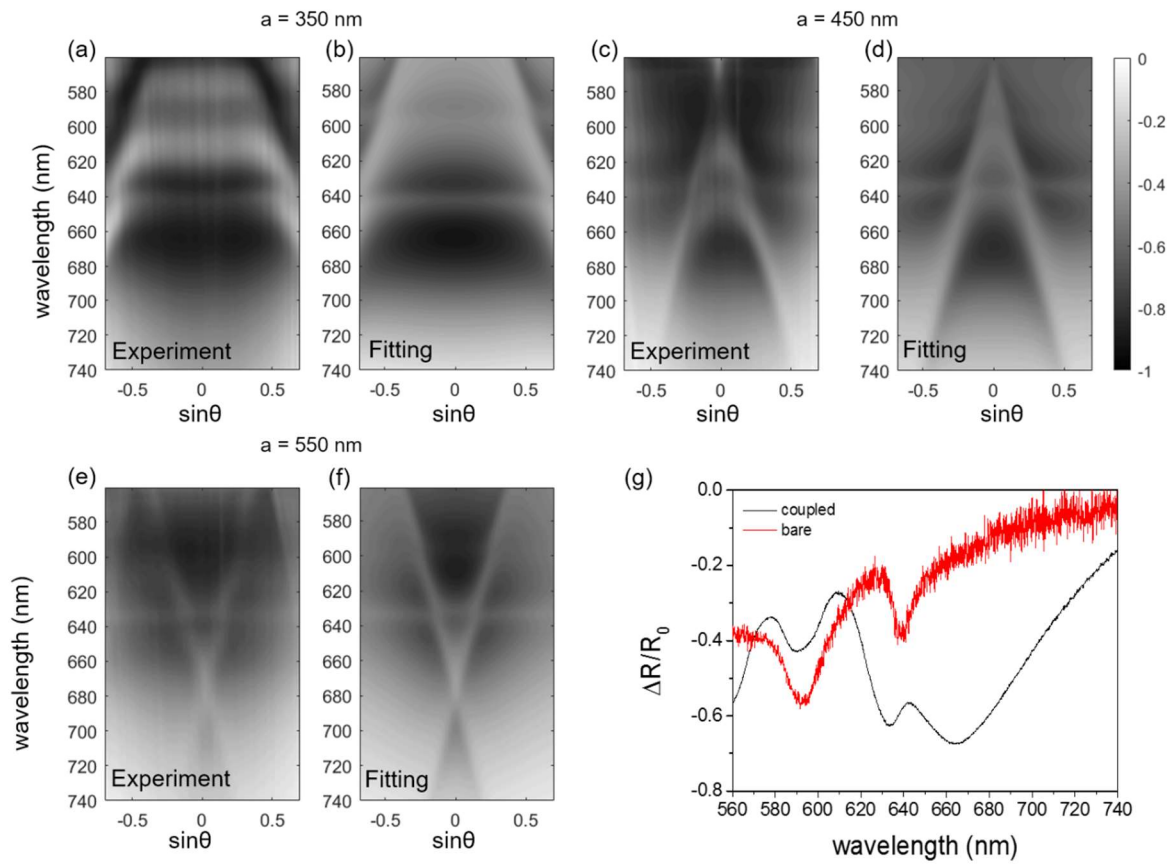 a = 350 nm
a = 450 nm
(a)
(b)
(c)
(d)
580
600
620
640
660
680
700
720
740
wavelength (nm)
Experiment
-0.5 0 0.5
sinθ
580
600
620
640
660
680
700
720
740
Fitting
-0.5 0 0.5
sinθ
580
600
620
640
660
680
700
720
740
Experiment
-0.5 0 0.5
sinθ
580
600
620
640
660
680
700
720
740
Fitting
-0.5 0 0.5
sinθ
0
-0.2
-0.4
-0.6
-0.8
-1
a = 550 nm
(e)
(f)
(g)
580
600
620
640
660
680
700
720
740
wavelength (nm)
Experiment
-0.5 0 0.5
sinθ
580
600
620
640
660
680
700
720
740
Fitting
-0.5 0 0.5
sinθ
0.0
-0.2
-0.4
-0.6
-0.8
ΔR/R0
coupled
bare
560 580 600 620 640 660 680 700 720 740
wavelength (nm)